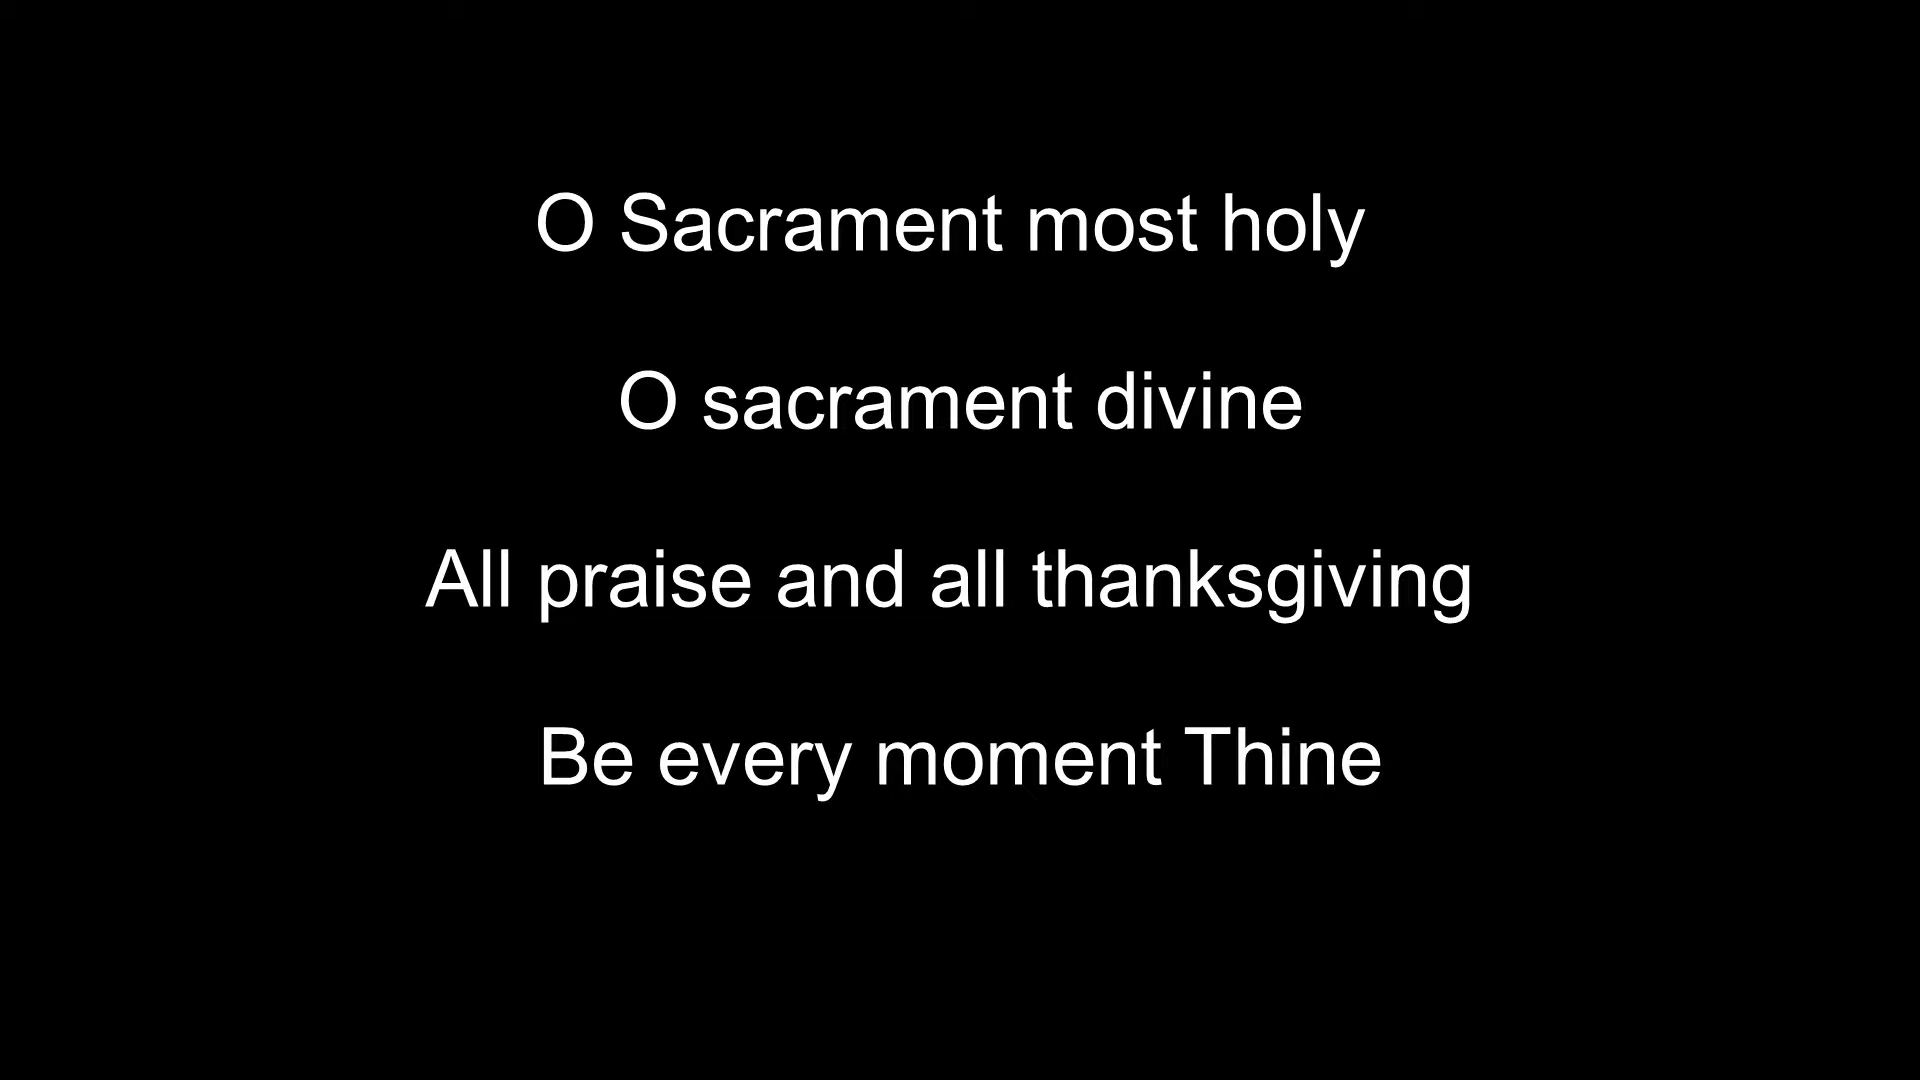 O Sacrament most holy
O sacrament divine
All praise and all thanksgiving
Be every moment Thine